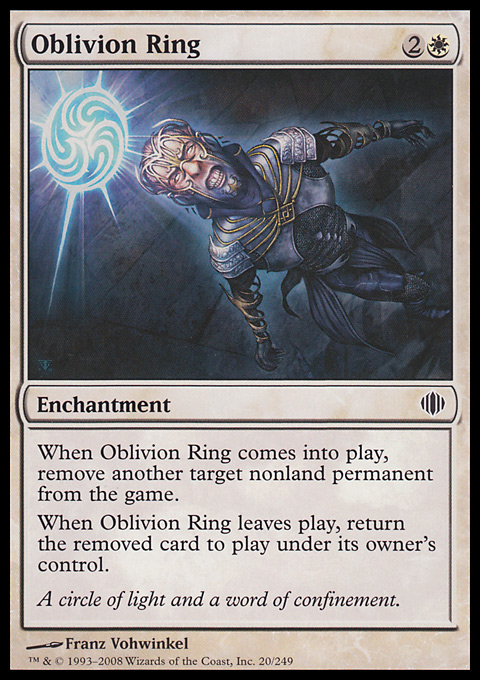 Oblivion Ring 2
Enchantment
When Oblivion Ring comes into play,
remove another target nonland permanent
from the game.
When Oblivion Ring leaves play, return
the removed card to play under its owner's
control.
A circle of light and a word of confinement.
Franz Vohwinkel
™ & © 1993–2008 Wizards of the Coast, Inc. 20/249